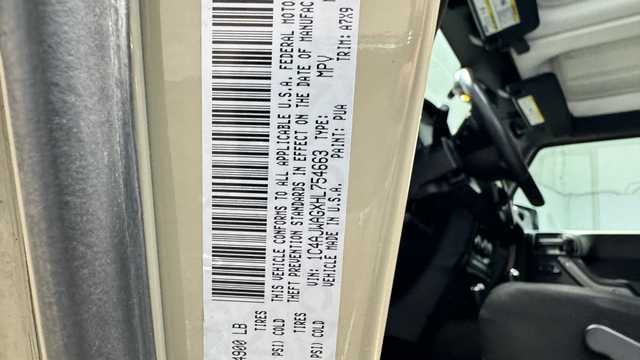 4900 LB
TIRES
PSI) COLD
THIS VEHICLE CONFORMS TO ALL APPLICABLE U.S.A. FEDERAL MOTO
THEFT PREVENTION STANDARDS IN EFFECT ON THE DATE OF MANUFAC
VIN: 1C4AJWAGXHL754663 TYPE: MPV
VEHICLE MADE IN U.S.A. PAINT: PUA TRIM: A7X9
TIRES
PSI) COLD